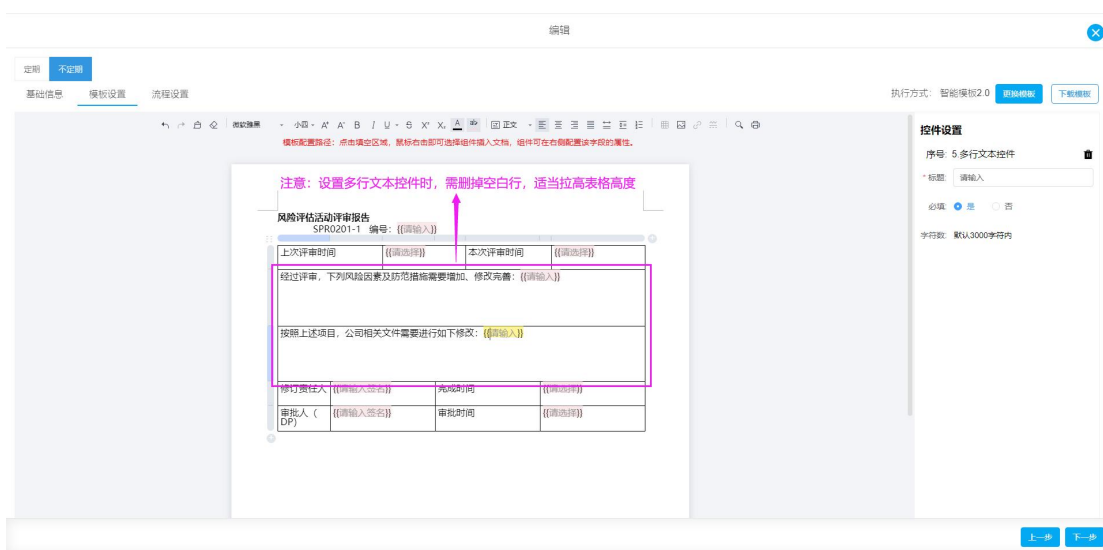 编辑
定期 不定期
基础信息 模板设置 流程设置
执行方式: 智能模板2.0 更换模板 下载模板
微软雅黑 小四 A⁺ A⁻ B I U S X² X₂ A 正文
模板配置路径:点击填空区域,鼠标右击即可选择组件插入文档,组件可在右侧配置该字段的属性。
控件设置
序号: 5.多行文本控件
* 标题: 请输入
必填: 是 否
字符数: 默认3000字符内
注意:设置多行文本控件时,需删掉空白行,适当拉高表格高度
风险评估活动评审报告
SPR0201-1 编号:{{请输入}}
上次评审时间 {{请选择}} 本次评审时间 {{请选择}}
经过评审,下列风险因素及防范措施需要增加、修改完善:{{请输入}}
按照上述项目,公司相关文件需要进行如下修改:{{请输入}}
修订责任人 {{请输入签名}} 完成时间 {{请选择}}
审批人( {{请输入签名}} 审批时间 {{请选择}}
DP)
上一步 下一步